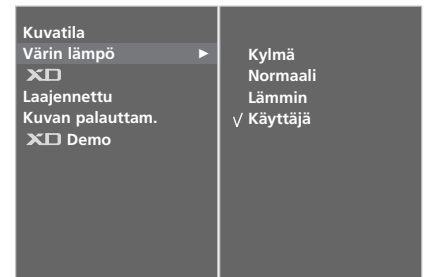 Kuvatila
Värin lämpö ▶
XD
Laajennettu
Kuvan palauttam.
XD Demo
Kylmä
Normaali
Lämmin
√ Käyttäjä